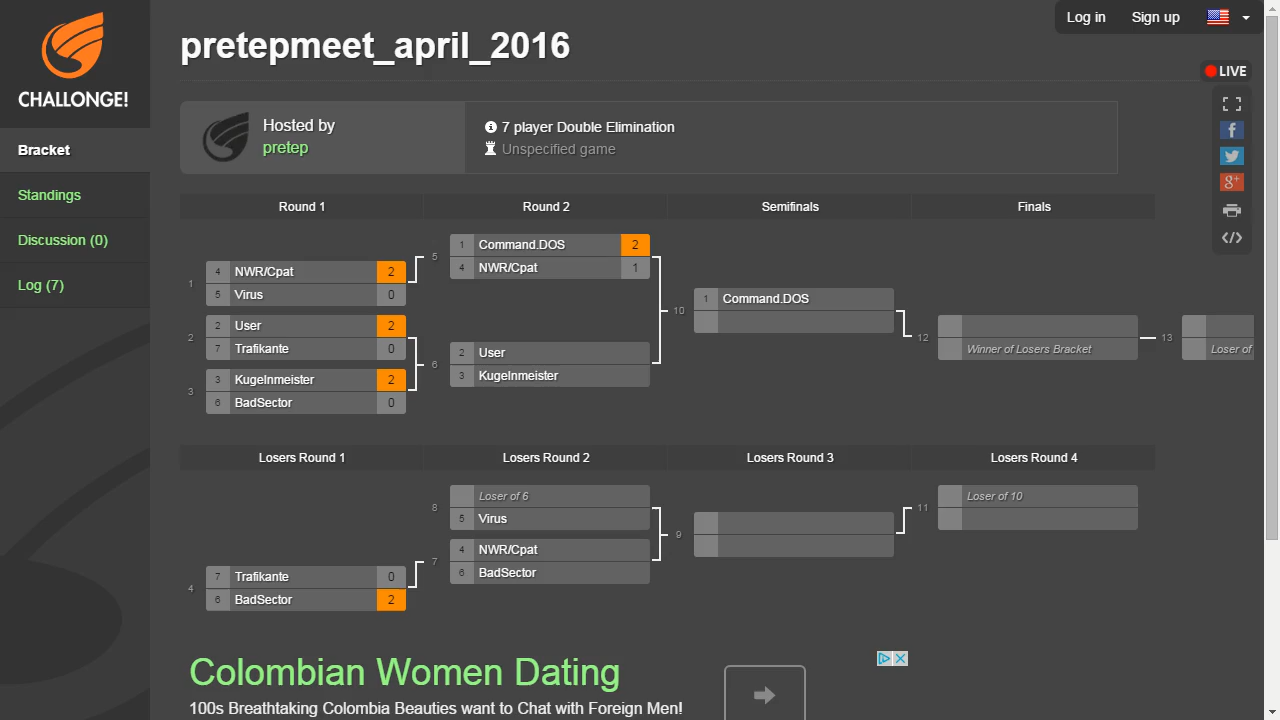 Log in
Sign up
pretepmeet_april_2016
LIVE
CHALLONGE!
Bracket
Standings
Discussion (0)
Log (7)
Hosted by
pretep
7 player Double Elimination
Unspecified game
Round 1
Round 2
Semifinals
Finals
1
4 NWR/Cpat 2
5 Virus 0
2
2 User 2
7 Trafikante 0
3
3 Kugelnmeister 2
6 BadSector 0
5
1 Command.DOS 2
4 NWR/Cpat 1
6
2 User
3 Kugelnmeister
10
1 Command.DOS
12
Winner of Losers Bracket
13
Loser of
Losers Round 1
Losers Round 2
Losers Round 3
Losers Round 4
4
7 Trafikante 0
6 BadSector 2
8
Loser of 6
5 Virus
7
4 NWR/Cpat
6 BadSector
9
11
Loser of 10
Colombian Women Dating
100s Breathtaking Colombia Beauties want to Chat with Foreign Men!